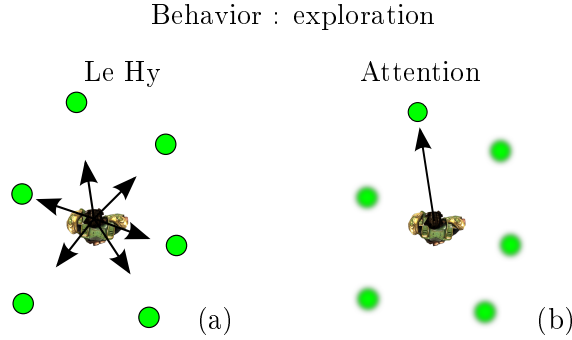 Behavior : exploration
Le Hy
Attention
(a)
(b)